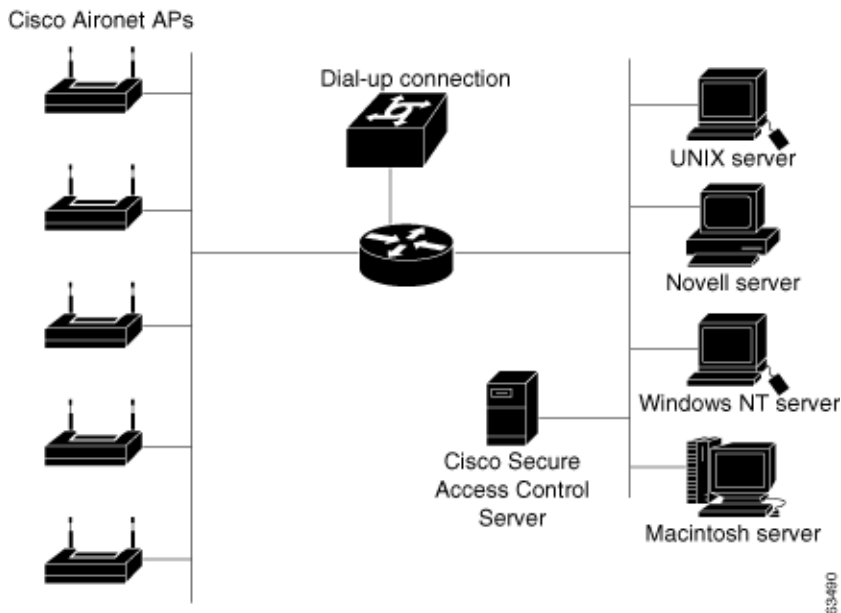 Cisco Aironet APs
Dial-up connection
UNIX server
Novell server
Windows NT server
Cisco Secure
Access Control
Server
Macintosh server
63490